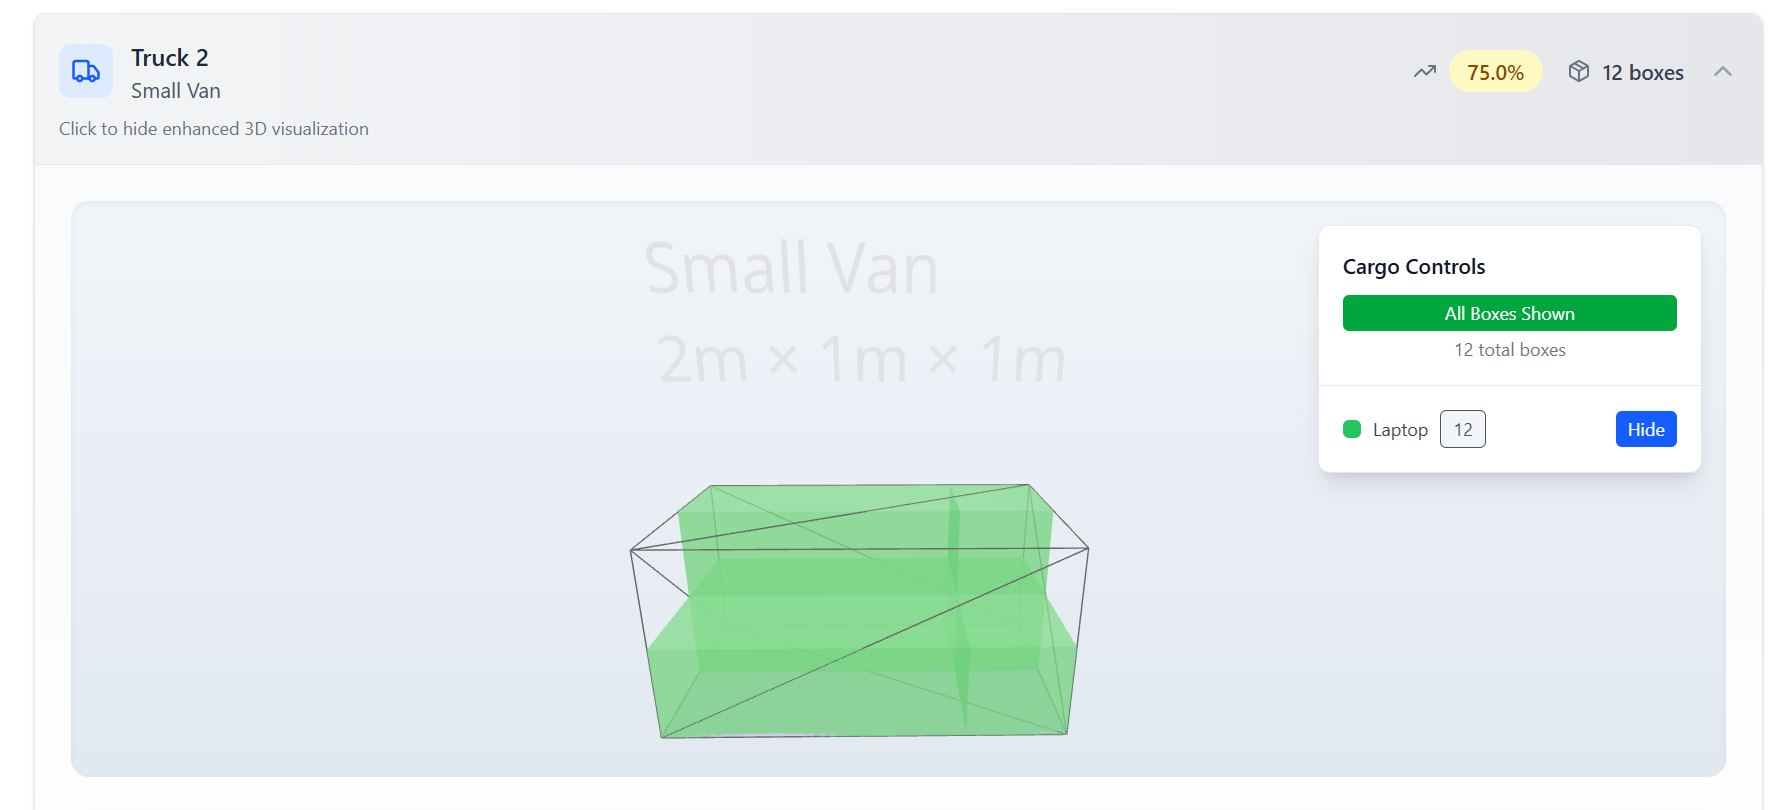 Truck 2
Small Van
Click to hide enhanced 3D visualization
75.0%
12 boxes
Small Van
2m × 1m × 1m
Cargo Controls
All Boxes Shown
12 total boxes
Laptop 12 Hide